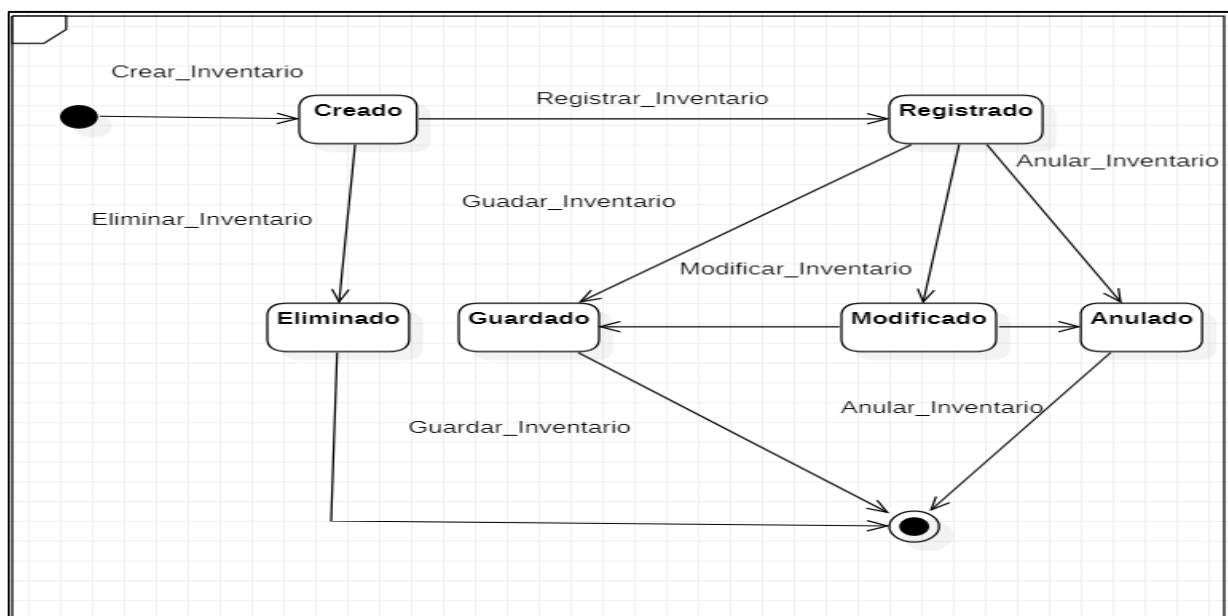 Crear_Inventario
Creado
Registrar_Inventario
Registrado
Anular_Inventario
Eliminar_Inventario
Guadar_Inventario
Modificar_Inventario
Eliminado
Guardado
Modificado
Anulado
Anular_Inventario
Guardar_Inventario